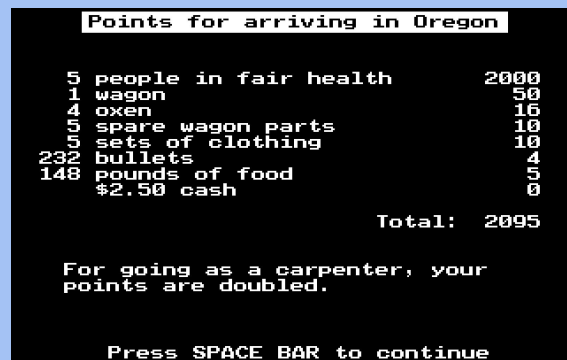 Points for arriving in Oregon
5 people in fair health 2000
1 wagon 50
4 oxen 16
5 spare wagon parts 10
5 sets of clothing 10
232 bullets 4
148 pounds of food 5
$2.50 cash 0
Total: 2095
For going as a carpenter, your
points are doubled.
Press SPACE BAR to continue